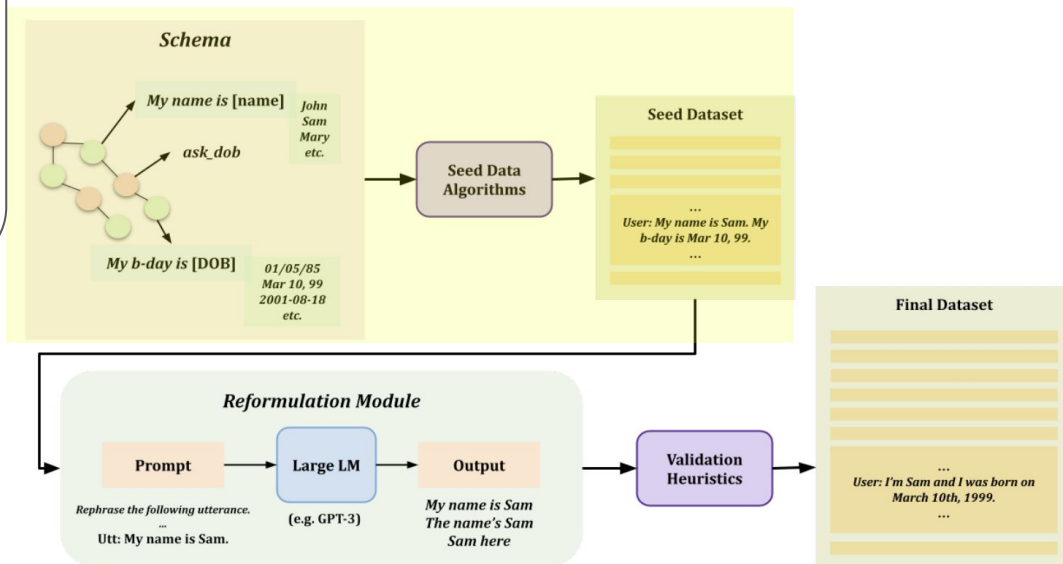 Schema
My name is [name]
John
Sam
Mary
etc.
ask_dob
My b-day is [DOB]
01/05/85
Mar 10, 99
2001-08-18
etc.
Seed Data
Algorithms
Seed Dataset
...
User: My name is Sam. My
b-day is Mar 10, 99.
...
Reformulation Module
Prompt
Rephrase the following utterance.
...
Utt: My name is Sam.
Large LM
(e.g. GPT-3)
Output
My name is Sam
The name's Sam
Sam here
Validation
Heuristics
Final Dataset
...
User: I'm Sam and I was born on
March 10th, 1999.
...